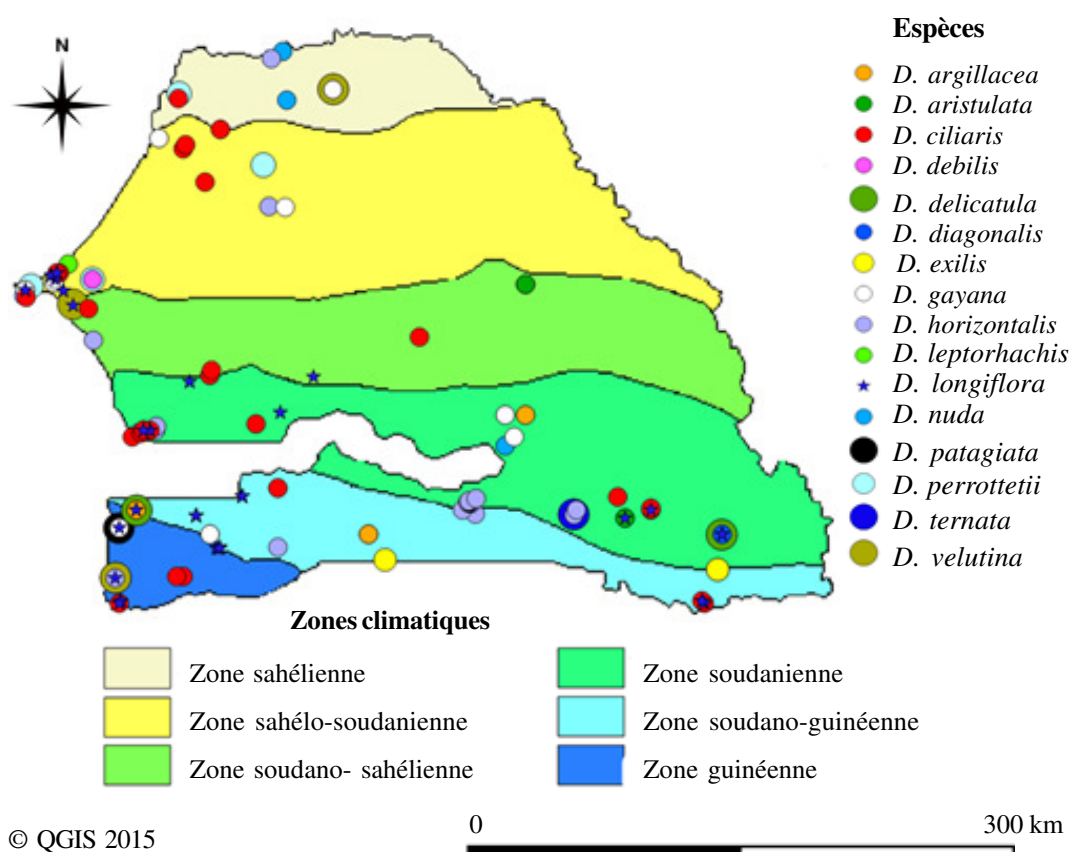 N
Espèces
D. argillacea
D. aristulata
D. ciliaris
D. debilis
D. delicatula
D. diagonalis
D. exilis
D. gayana
D. horizontalis
D. leptorhachis
D. longiflora
D. nuda
D. patagiata
D. perrottetii
D. ternata
D. velutina
Zones climatiques
Zone sahélienne
Zone soudanienne
Zone sahélo-soudanienne
Zone soudano-guinéenne
Zone soudano- sahélienne
Zone guinéenne
© QGIS 2015
0 300 km